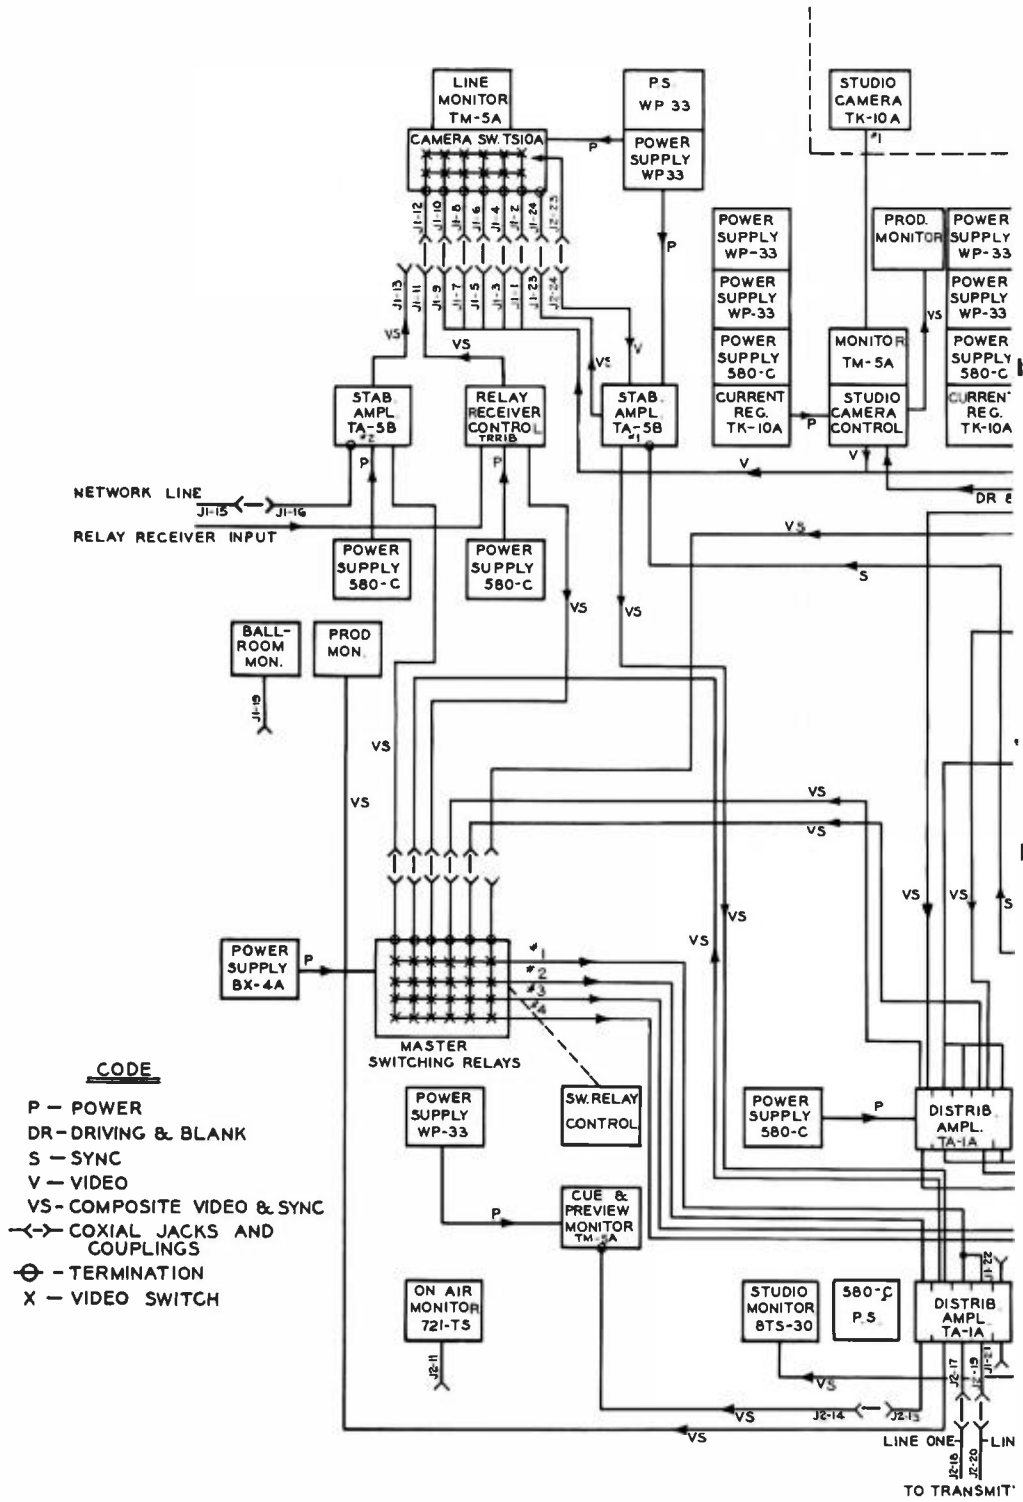 LINE
MONITOR
TM-5A
CAMERA SW. TS10A
P.S.
WP 33
POWER
SUPPLY
WP33
P
P
STUDIO
CAMERA
TK-10A
#1
J1-12
J1-10
J1-8
J1-6
J1-4
J1-2
J1-24
J2-23
J1-13
J1-11
J1-9
J1-7
J1-5
J1-3
J1-1
J1-23
J2-24
POWER
SUPPLY
WP-33
POWER
SUPPLY
WP-33
POWER
SUPPLY
580-C
CURRENT
REG.
TK-10A
P
PROD.
MONITOR
VS
MONITOR
TM-5A
STUDIO
CAMERA
CONTROL
V
POWER
SUPPLY
WP-33
POWER
SUPPLY
WP-33
POWER
SUPPLY
580-C
REG.
TK-10A
VS
VS
VS
V
STAB.
AMPL.
TA-5B
#2
RELAY
RECEIVER
CONTROL
TRR1B
STAB.
AMPL.
TA-5B
#1
P
P
V
DR &
NETWORK LINE
J1-15
J1-16
RELAY RECEIVER INPUT
POWER
SUPPLY
580-C
POWER
SUPPLY
580-C
VS
S
VS
VS
BALL-
ROOM
MON.
J1-19
PROD
MON.
VS
VS
VS
VS
VS
VS
VS
VS
S
POWER
SUPPLY
BX-4A
P
#1
#2
#3
#4
MASTER
SWITCHING RELAYS
CODE
P - POWER
DR - DRIVING & BLANK
S - SYNC
V - VIDEO
VS - COMPOSITE VIDEO & SYNC
COXIAL JACKS AND
COUPLINGS
- TERMINATION
X - VIDEO SWITCH
POWER
SUPPLY
WP-33
P
SW. RELAY
CONTROL
POWER
SUPPLY
580-C
P
DISTRIB.
AMPL.
TA-1A
CUE &
PREVIEW
MONITOR
TM-5A
ON AIR
MONITOR
721-TS
J2-11
STUDIO
MONITOR
8TS-30
580-C
P.S.
DISTRIB
AMPL.
TA-1A
J1-22
J1-21
J2-17
J2-19
VS
VS
J2-14
J2-13
VS
LINE ONE
LIN
J2-18
J2-20
TO TRANSMIT